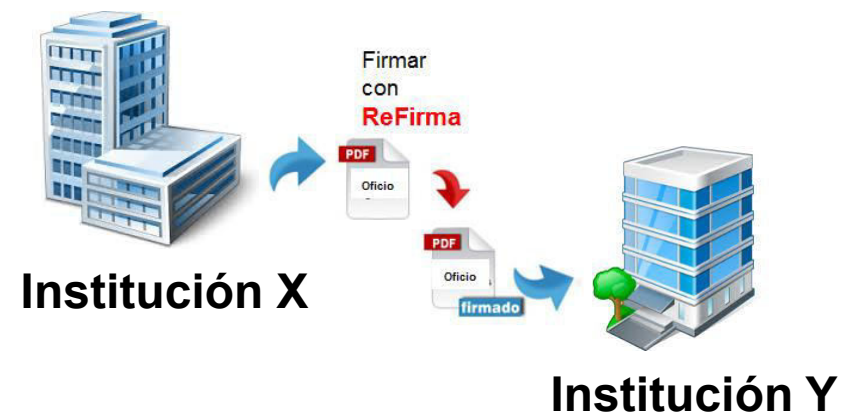 Firmar
con
ReFirma
PDF
Oficio
PDF
Oficio
firmado
Institución X
Institución Y